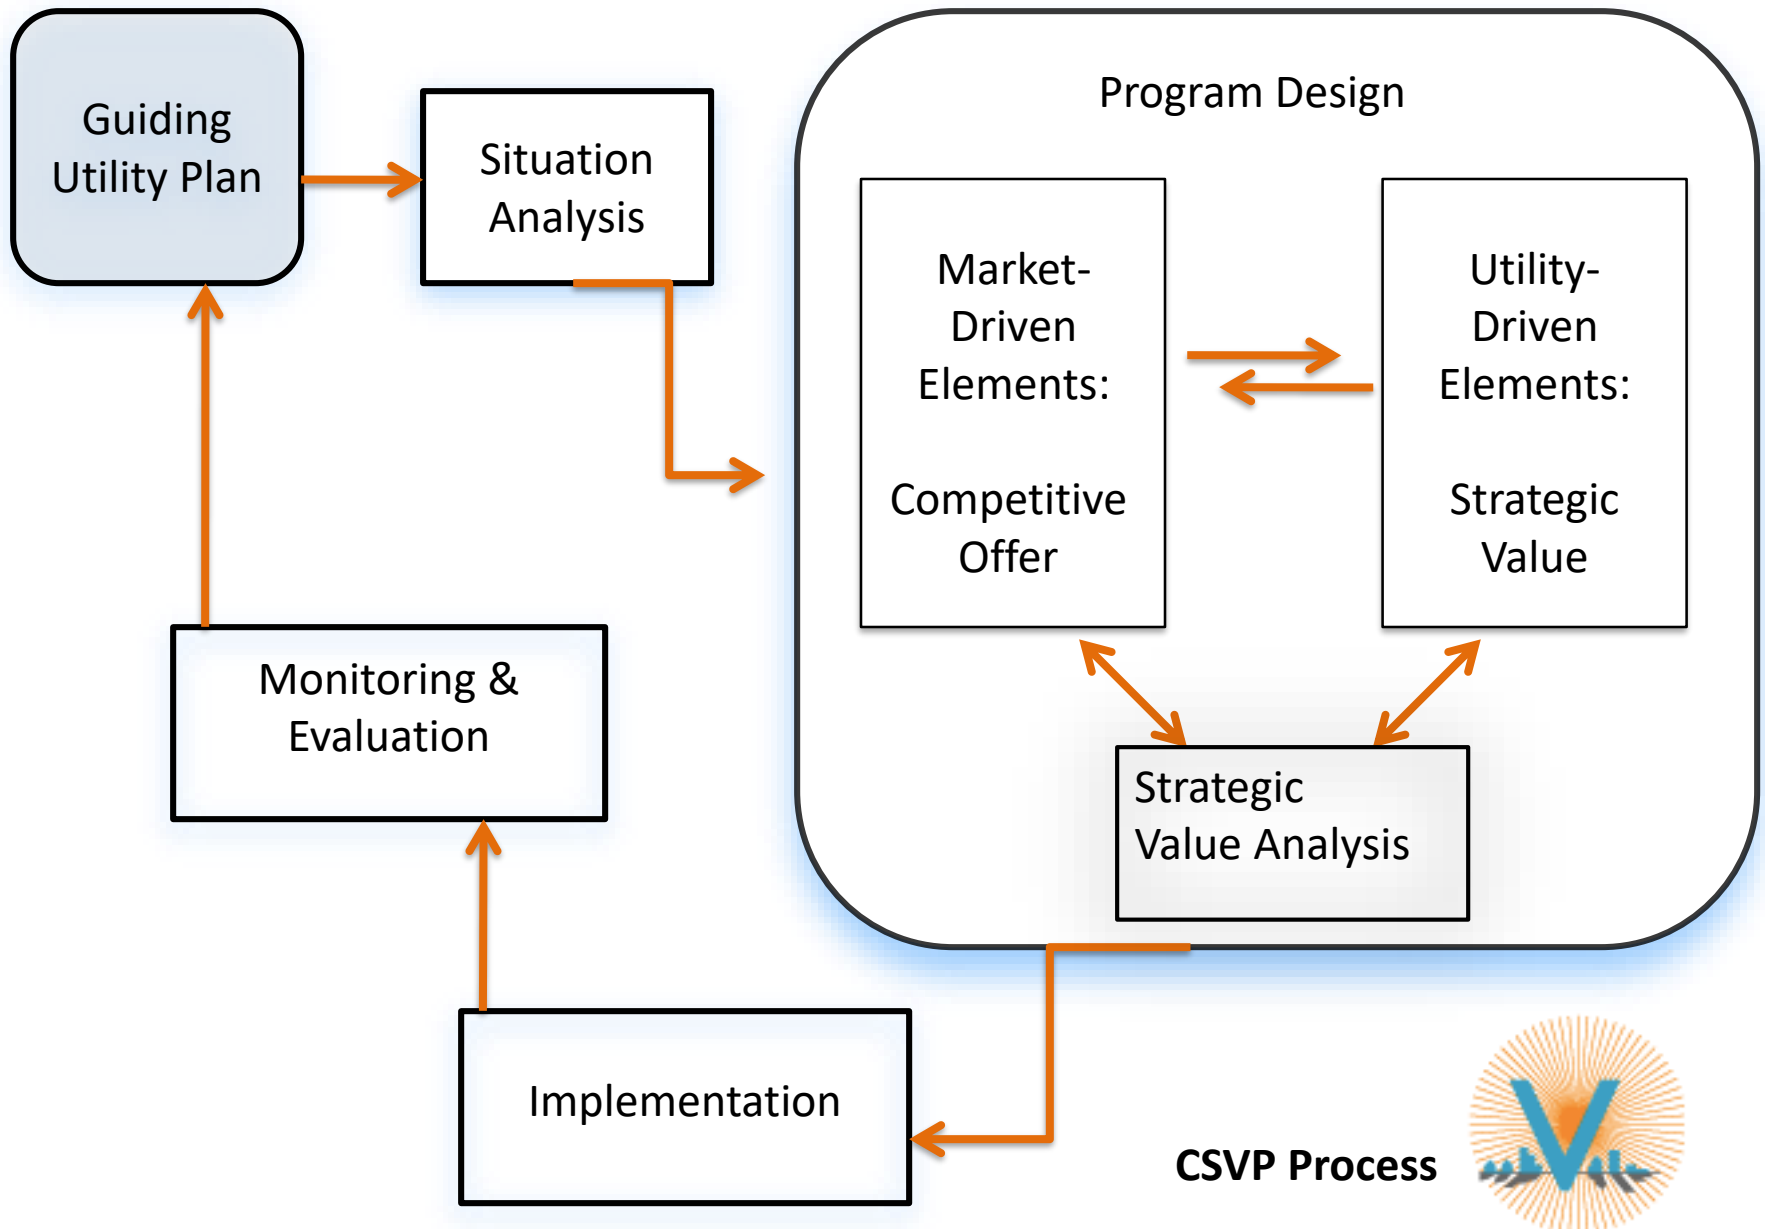 Guiding
Utility Plan
Situation
Analysis
Program Design
Market-
Driven
Elements:
Competitive
Offer
Utility-
Driven
Elements:
Strategic
Value
Strategic
Value Analysis
Monitoring &
Evaluation
Implementation
CSVP Process
V